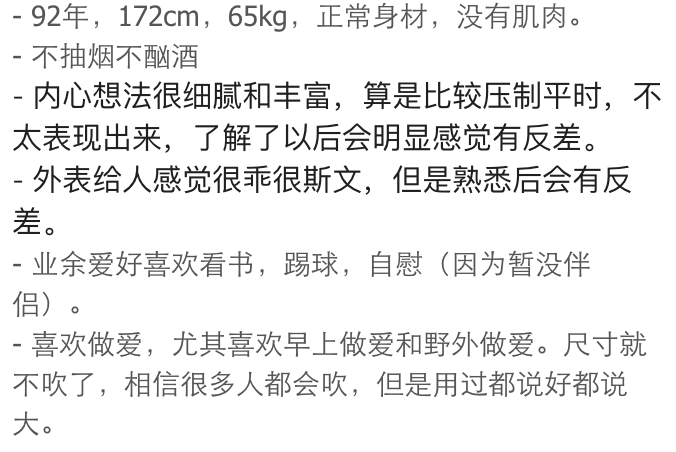 - 92年，172cm，65kg，正常身材，没有肌肉。
- 不抽烟不酗酒
- 内心想法很细腻和丰富，算是比较压制平时，不
太表现出来，了解了以后会明显感觉有反差。
- 外表给人感觉很乖很斯文，但是熟悉后会有反
差。
- 业余爱好喜欢看书，踢球，自慰（因为暂没伴
侣）。
- 喜欢做爱，尤其喜欢早上做爱和野外做爱。尺寸就
不吹了，相信很多人都会吹，但是用过都说好都说
大。